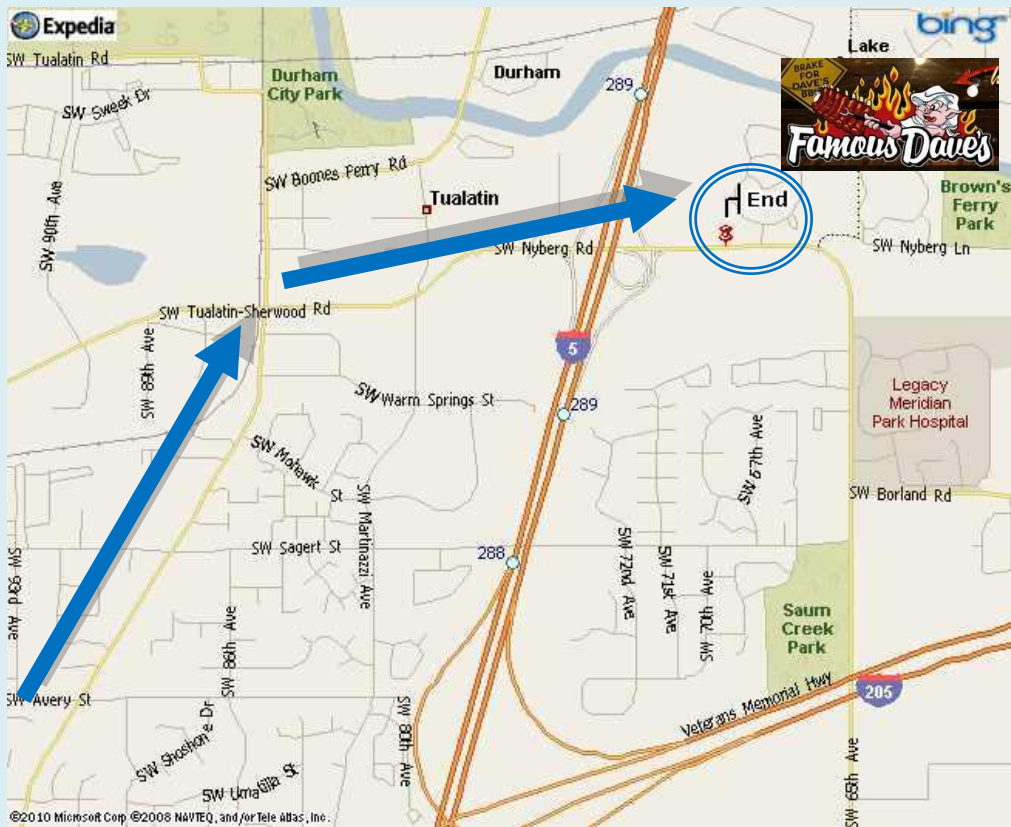 Expedia
bing
SW Tualatin Rd
Lake
Durham
289
Durham
City Park
BRAKE
FOR
DAVE'S
Famous Dave's
SW Sweek Dr
SW Boones Ferry Rd
SW 90th Ave
Tualatin
End
Brown's
Ferry
Park
SW Nyberg Rd
SW Nyberg Ln
SW Tualatin-Sherwood Rd
SW 89th Ave
5
SW Warm Springs St
289
Legacy
Meridian
Park Hospital
SW 67th Ave
SW Mohawk
St
SW Martinazzi Ave
SW Borland Rd
SW Sagert St
288
SW 93rd Ave
SW 86th Ave
SW 72nd Ave
SW 71st Ave
SW 70th Ave
Saum
Creek
Park
SW Avery St
Veterans Memorial Hwy
205
SW Shoshone Dr
SW 80th Ave
SW Umatilla St
SW 65th Ave
©2010 Microsoft Corp ©2008 NAVTEQ, and/or Tele Atlas, Inc.